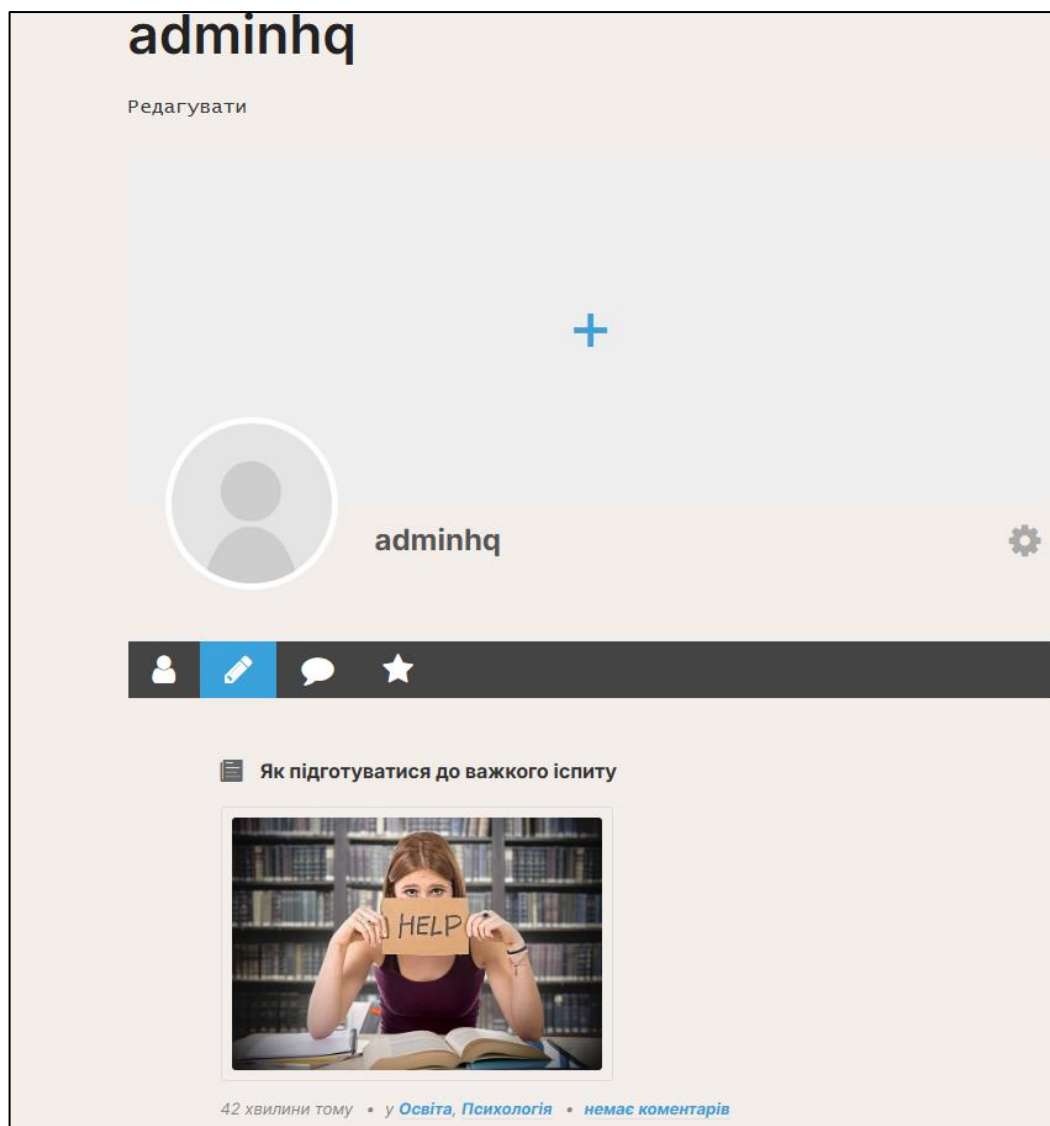 adminhq
Редагувати
adminhq
Як підготуватися до важкого іспиту
HELP
42 хвилини тому • у Освіта, Психологія • немає коментарів